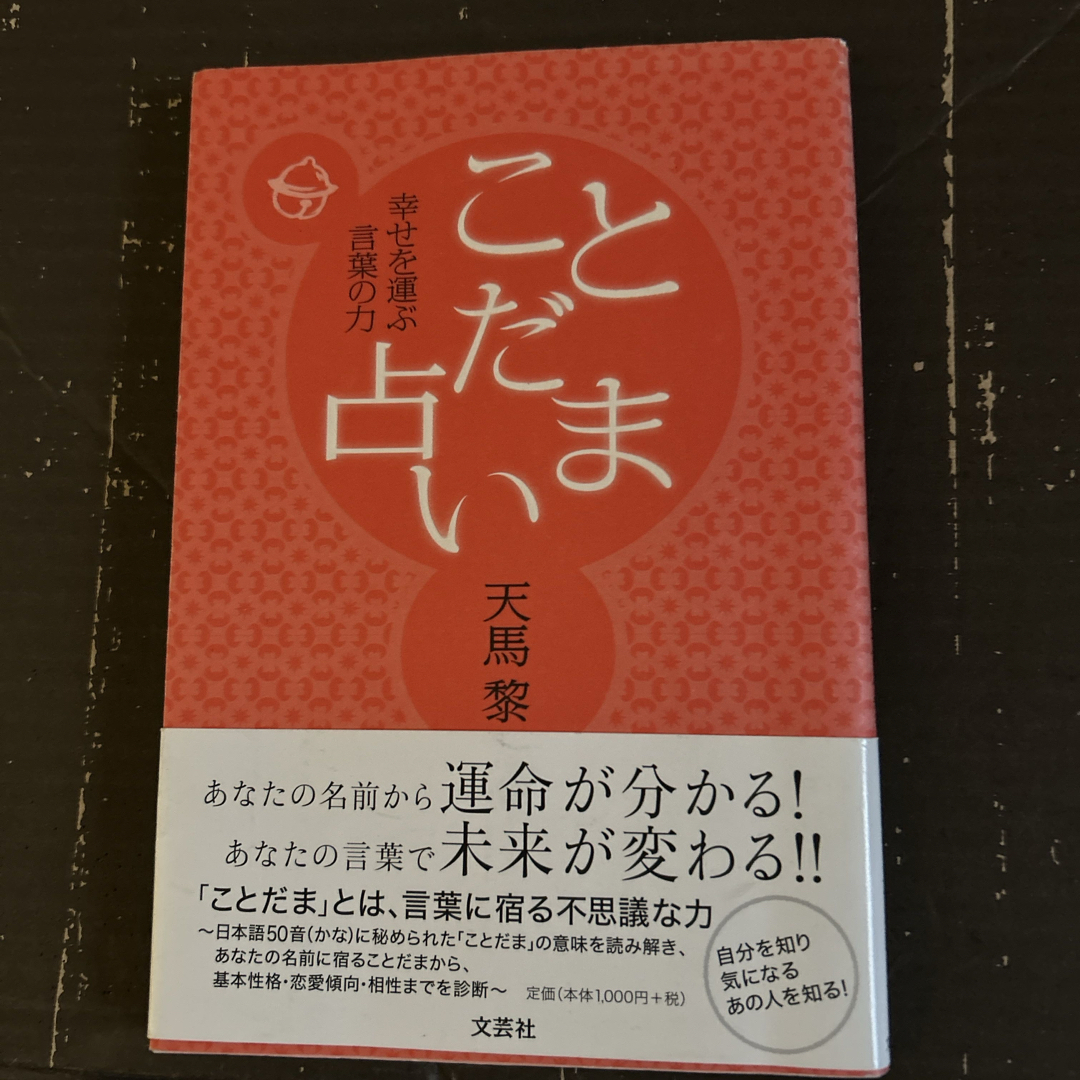 ことだま占い
幸せを運ぶ
言葉の力
天馬 黎
あなたの名前から運命が分かる!
あなたの言葉で未来が変わる!!
「ことだま」とは、言葉に宿る不思議な力
〜日本語50音(かな)に秘められた「ことだま」の意味を読み解き、
あなたの名前に宿ることだまから、
基本性格・恋愛傾向・相性までを診断〜
定価(本体1,000円+税)
自分を知り
気になる
あの人を知る!
文芸社